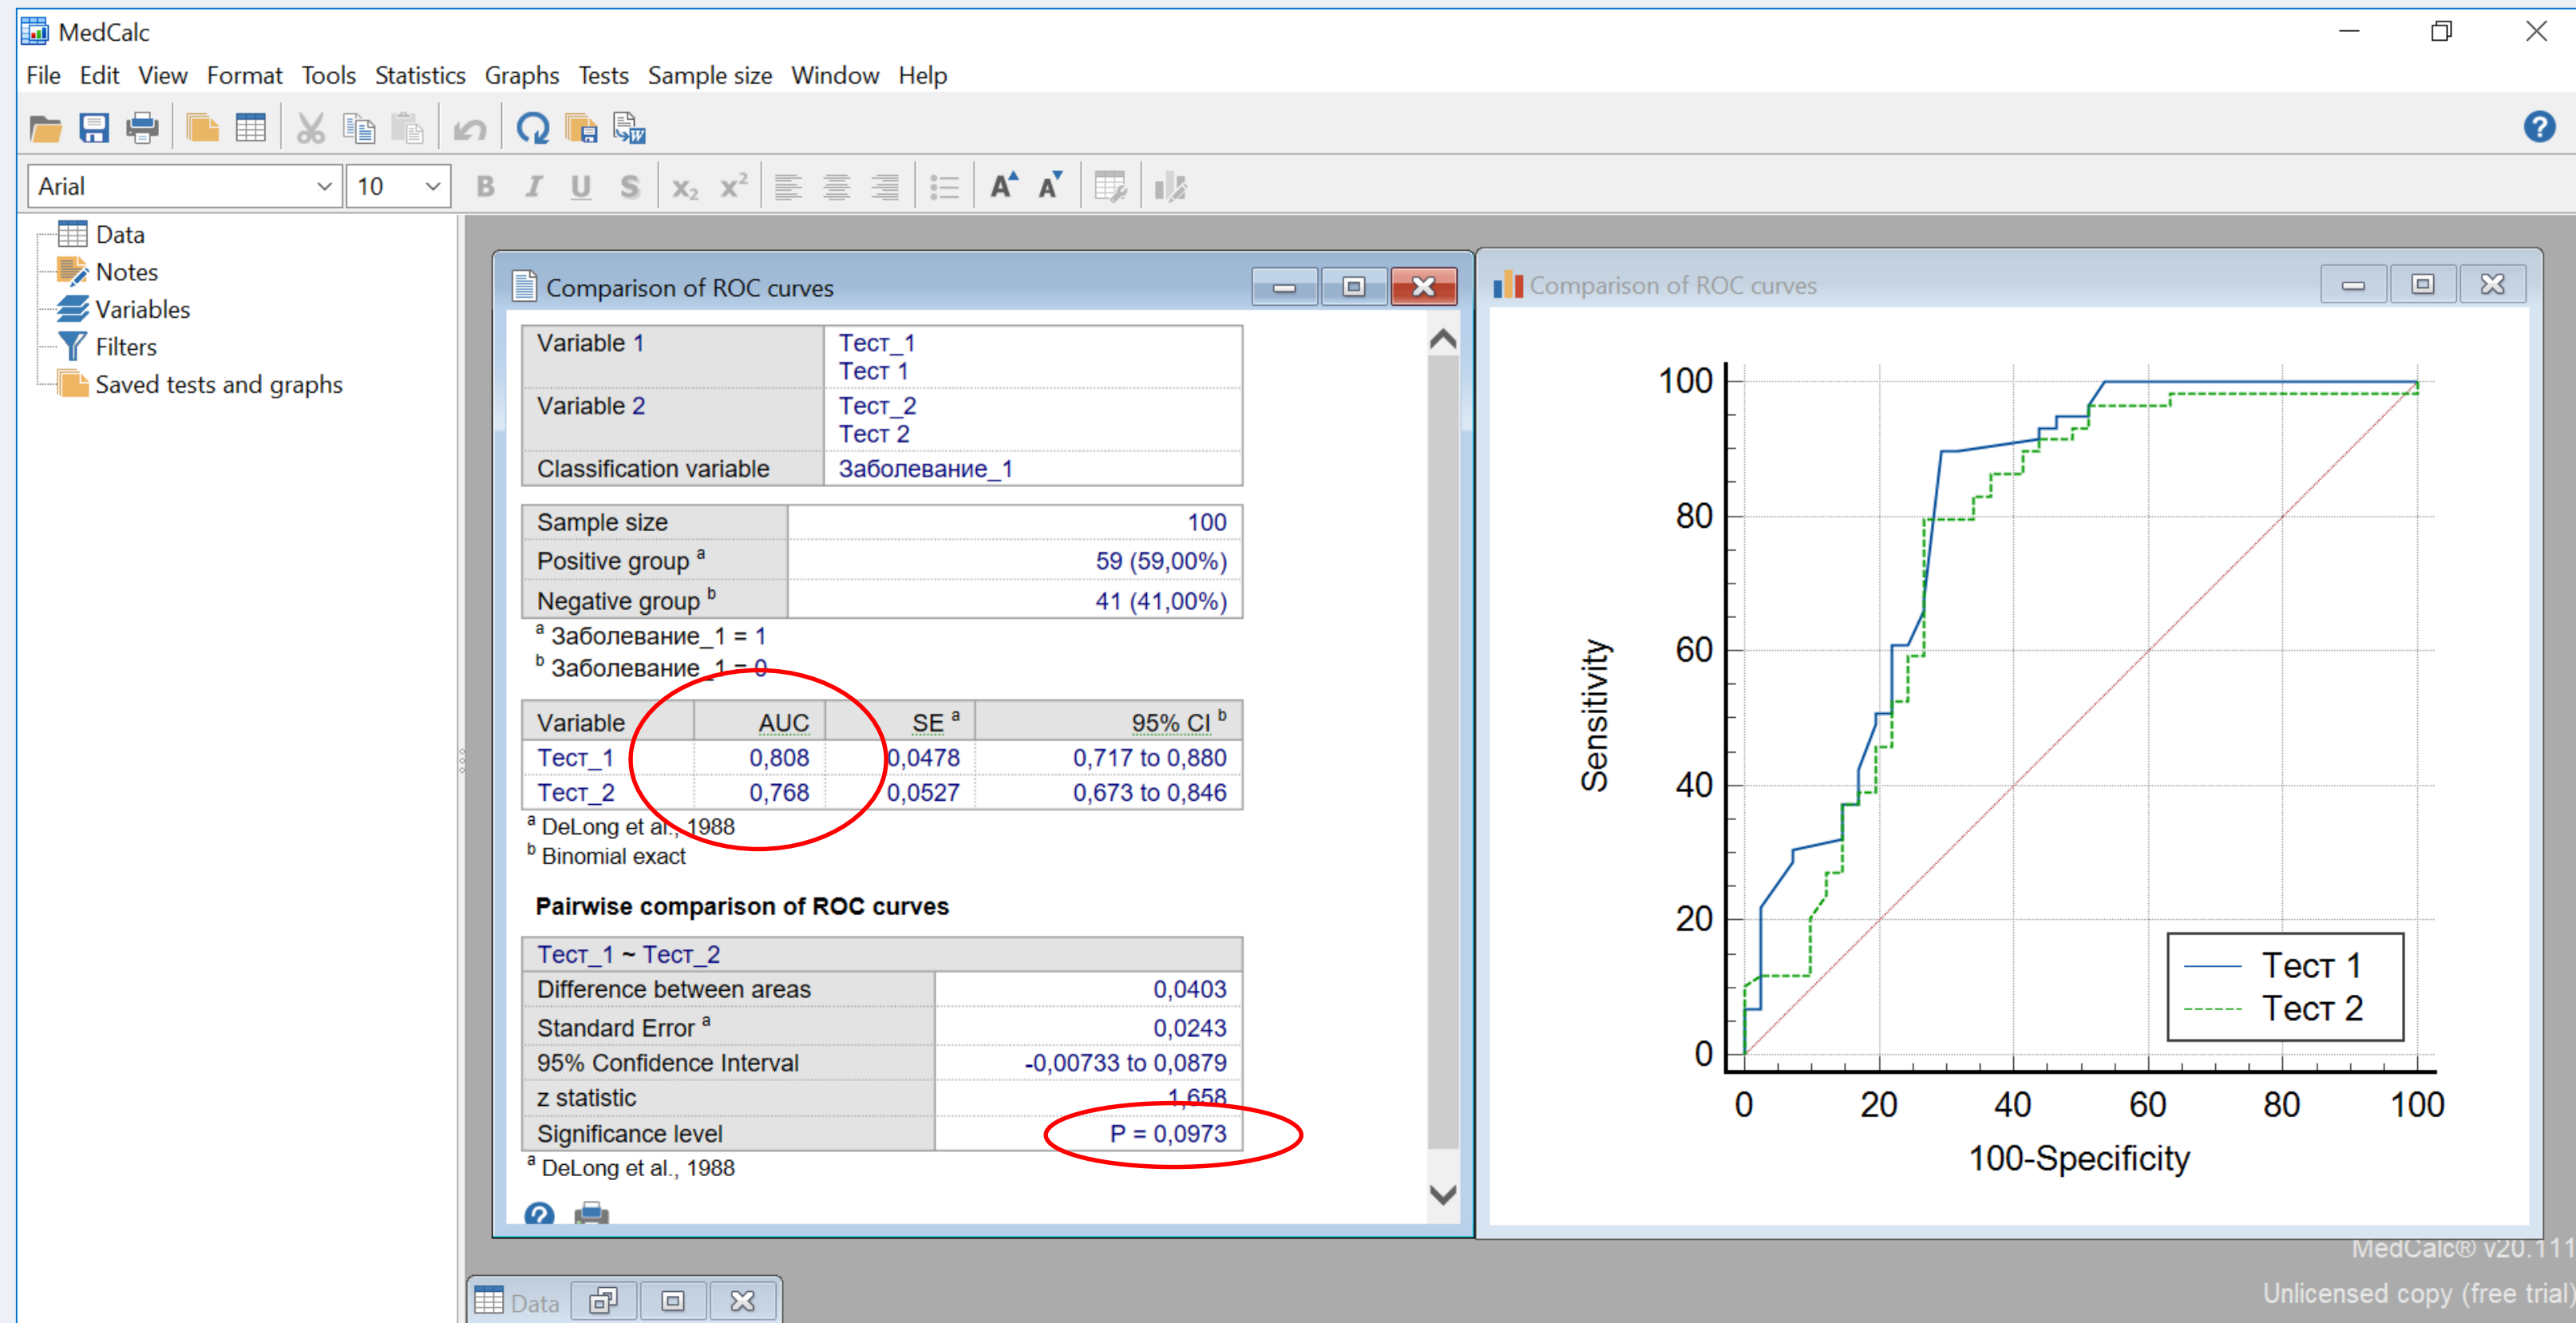 MedCalc
File Edit View Format Tools Statistics Graphs Tests Sample size Window Help
Arial 10 B I U S x₂ x² A A
Data
Notes
Variables
Filters
Saved tests and graphs
Comparison of ROC curves
Variable 1 Тест_1
Тест 1
Variable 2 Тест_2
Тест 2
Classification variable Заболевание_1
Sample size 100
Positive group ᵃ 59 (59,00%)
Negative group ᵇ 41 (41,00%)
ᵃ Заболевание_1 = 1
ᵇ Заболевание_1 = 0
Variable AUC SE ᵃ 95% CI ᵇ
Тест_1 0,808 0,0478 0,717 to 0,880
Тест_2 0,768 0,0527 0,673 to 0,846
ᵃ DeLong et al., 1988
ᵇ Binomial exact
Pairwise comparison of ROC curves
Тест_1 ~ Тест_2
Difference between areas 0,0403
Standard Error ᵃ 0,0243
95% Confidence Interval -0,00733 to 0,0879
z statistic 1,658
Significance level P = 0,0973
ᵃ DeLong et al., 1988
Comparison of ROC curves
100
80
60
40
20
0
Sensitivity
0 20 40 60 80 100
100-Specificity
Тест 1
Тест 2
Data
MedCalc® v20.111
Unlicensed copy (free trial)